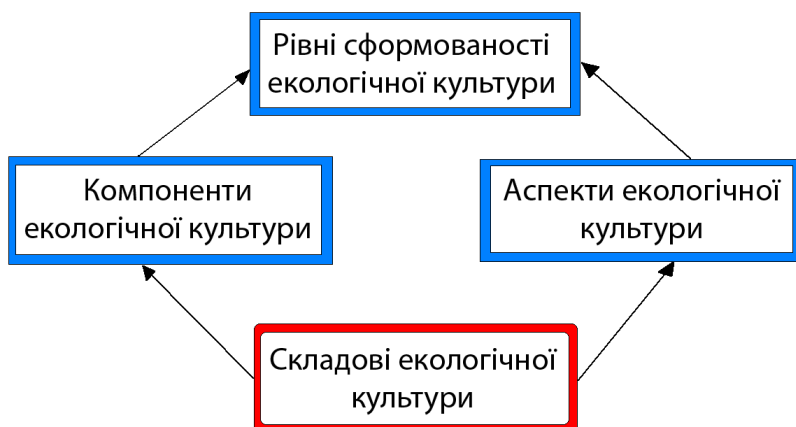 Рівні сформованості
екологічної культури
Компоненти
екологічної культури
Аспекти екологічної
культури
Складові екологічної
культури